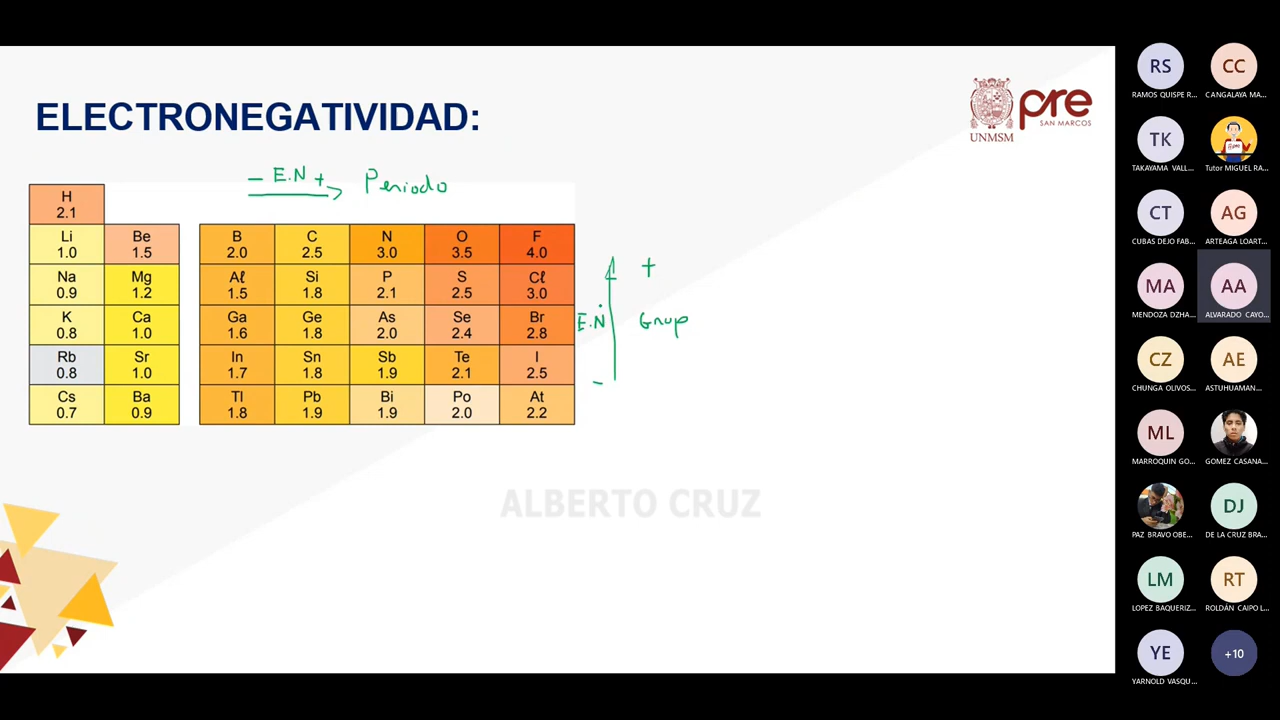 ELECTRONEGATIVIDAD:
UNMSM
pre
SAN MARCOS
- E.N + Periodo
H
2.1
Li Be B C N O F
1.0 1.5 2.0 2.5 3.0 3.5 4.0
Na Mg Aℓ Si P S Cℓ
0.9 1.2 1.5 1.8 2.1 2.5 3.0
K Ca Ga Ge As Se Br
0.8 1.0 1.6 1.8 2.0 2.4 2.8
Rb Sr In Sn Sb Te I
0.8 1.0 1.7 1.8 1.9 2.1 2.5
Cs Ba Tl Pb Bi Po At
0.7 0.9 1.8 1.9 1.9 2.0 2.2
+
E.N Grupo
-
ALBERTO CRUZ
RS CC
RAMOS QUISPE R... CANGALAYA MA...
TK
TAKAYAMA VALL... Tutor MIGUEL RA...
CT AG
CUBAS DEJO FAB... ARTEAGA LOART...
MA AA
MENDOZA DZHA... ALVARADO CAYO...
CZ AE
CHUNGA OLIVOS... ASTUHUAMAN...
ML
MARROQUIN GO... GOMEZ CASANA...
DJ
PAZ BRAVO OBE... DE LA CRUZ BRA...
LM RT
LOPEZ BAQUERIZ... ROLDÁN CAIPO L...
YE +10
YARNOLD VASQU...